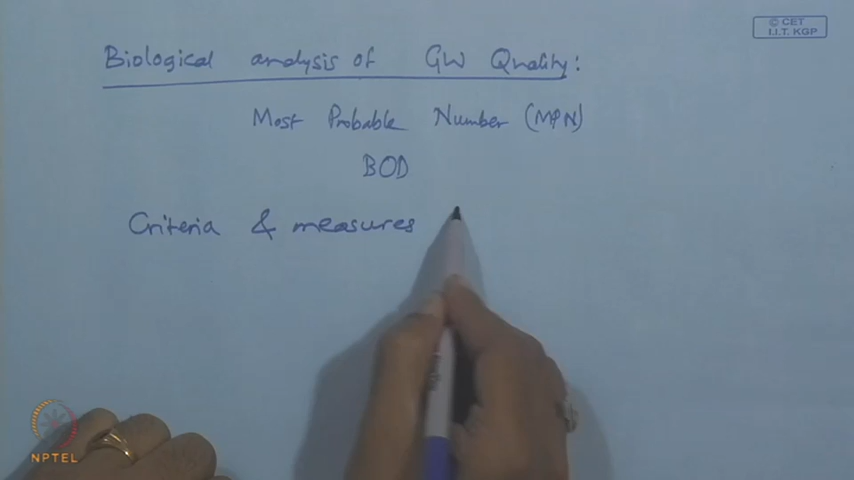 © CET
I.I.T. KGP
Biological analysis of GW Quality:
Most Probable Number (MPN)
BOD
Criteria & measures
NPTEL